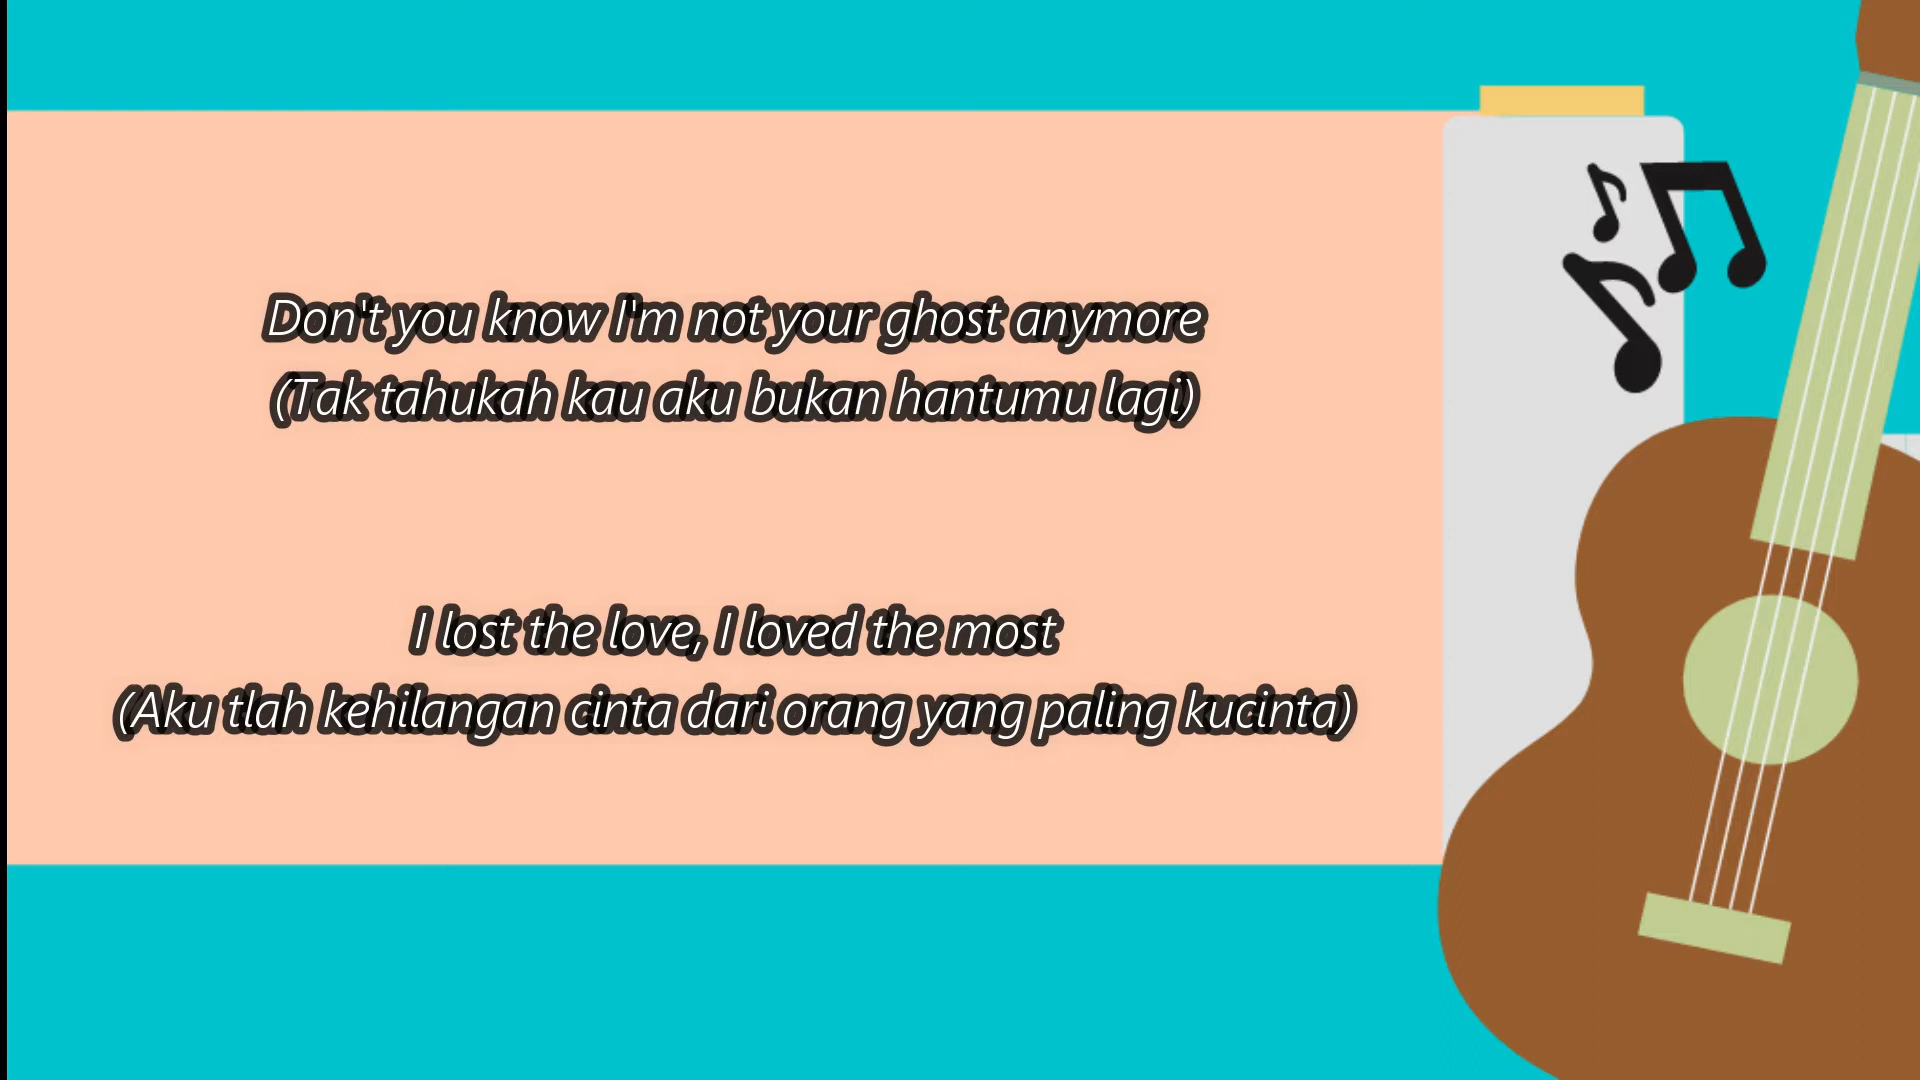 Don't you know I'm not your ghost anymore
(Tak tahukah kau aku bukan hantumu lagi)
I lost the love, I loved the most
(Aku tlah kehilangan cinta dari orang yang paling kucinta)